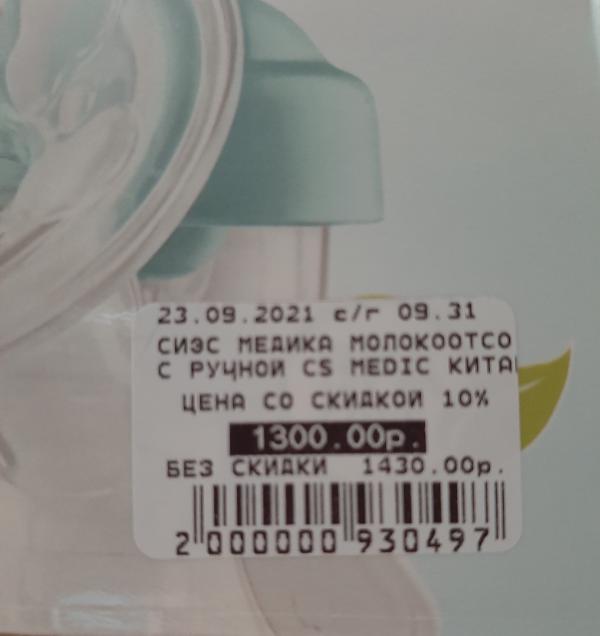 23.09.2021 с/г 09.31
СИЭС МЕДИКА МОЛОКООТСО
С РУЧНОЙ CS MEDIC КИТА
ЦЕНА СО СКИДКОЙ 10%
1300.00р.
БЕЗ СКИДКИ 1430.00р.
2 000000 930497